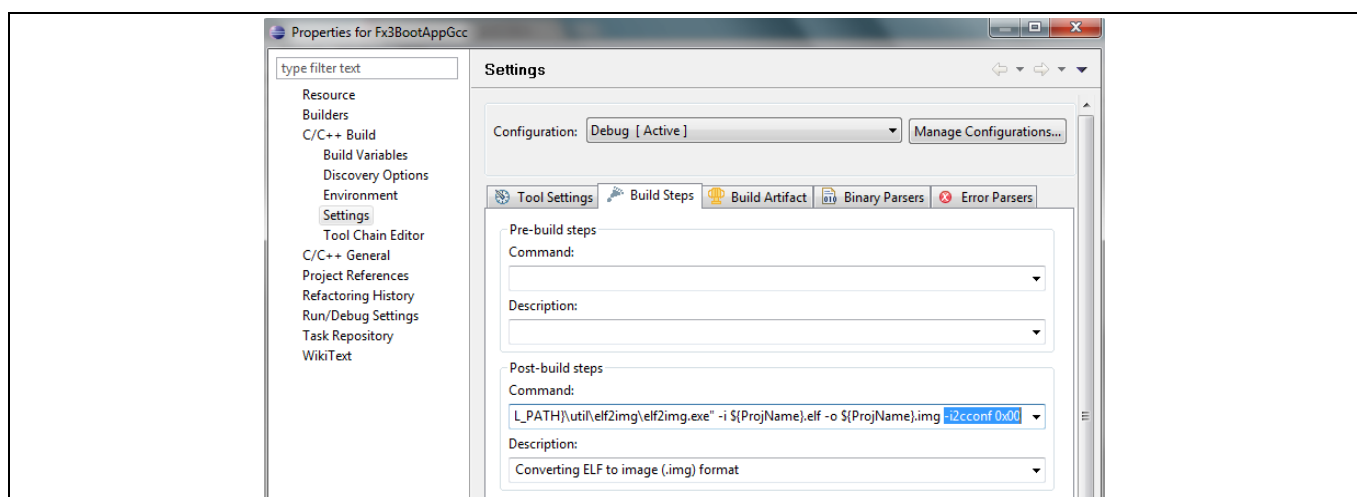 Properties for Fx3BootAppGcc
type filter text
Resource
Builders
C/C++ Build
Build Variables
Discovery Options
Environment
Settings
Tool Chain Editor
C/C++ General
Project References
Refactoring History
Run/Debug Settings
Task Repository
WikiText
Settings
Configuration: Debug [ Active ] Manage Configurations...
Tool Settings Build Steps Build Artifact Binary Parsers Error Parsers
Pre-build steps
Command:
Description:
Post-build steps
Command:
L_PATH}\util\elf2img\elf2img.exe" -i ${ProjName}.elf -o ${ProjName}.img -i2cconf 0x00
Description:
Converting ELF to image (.img) format